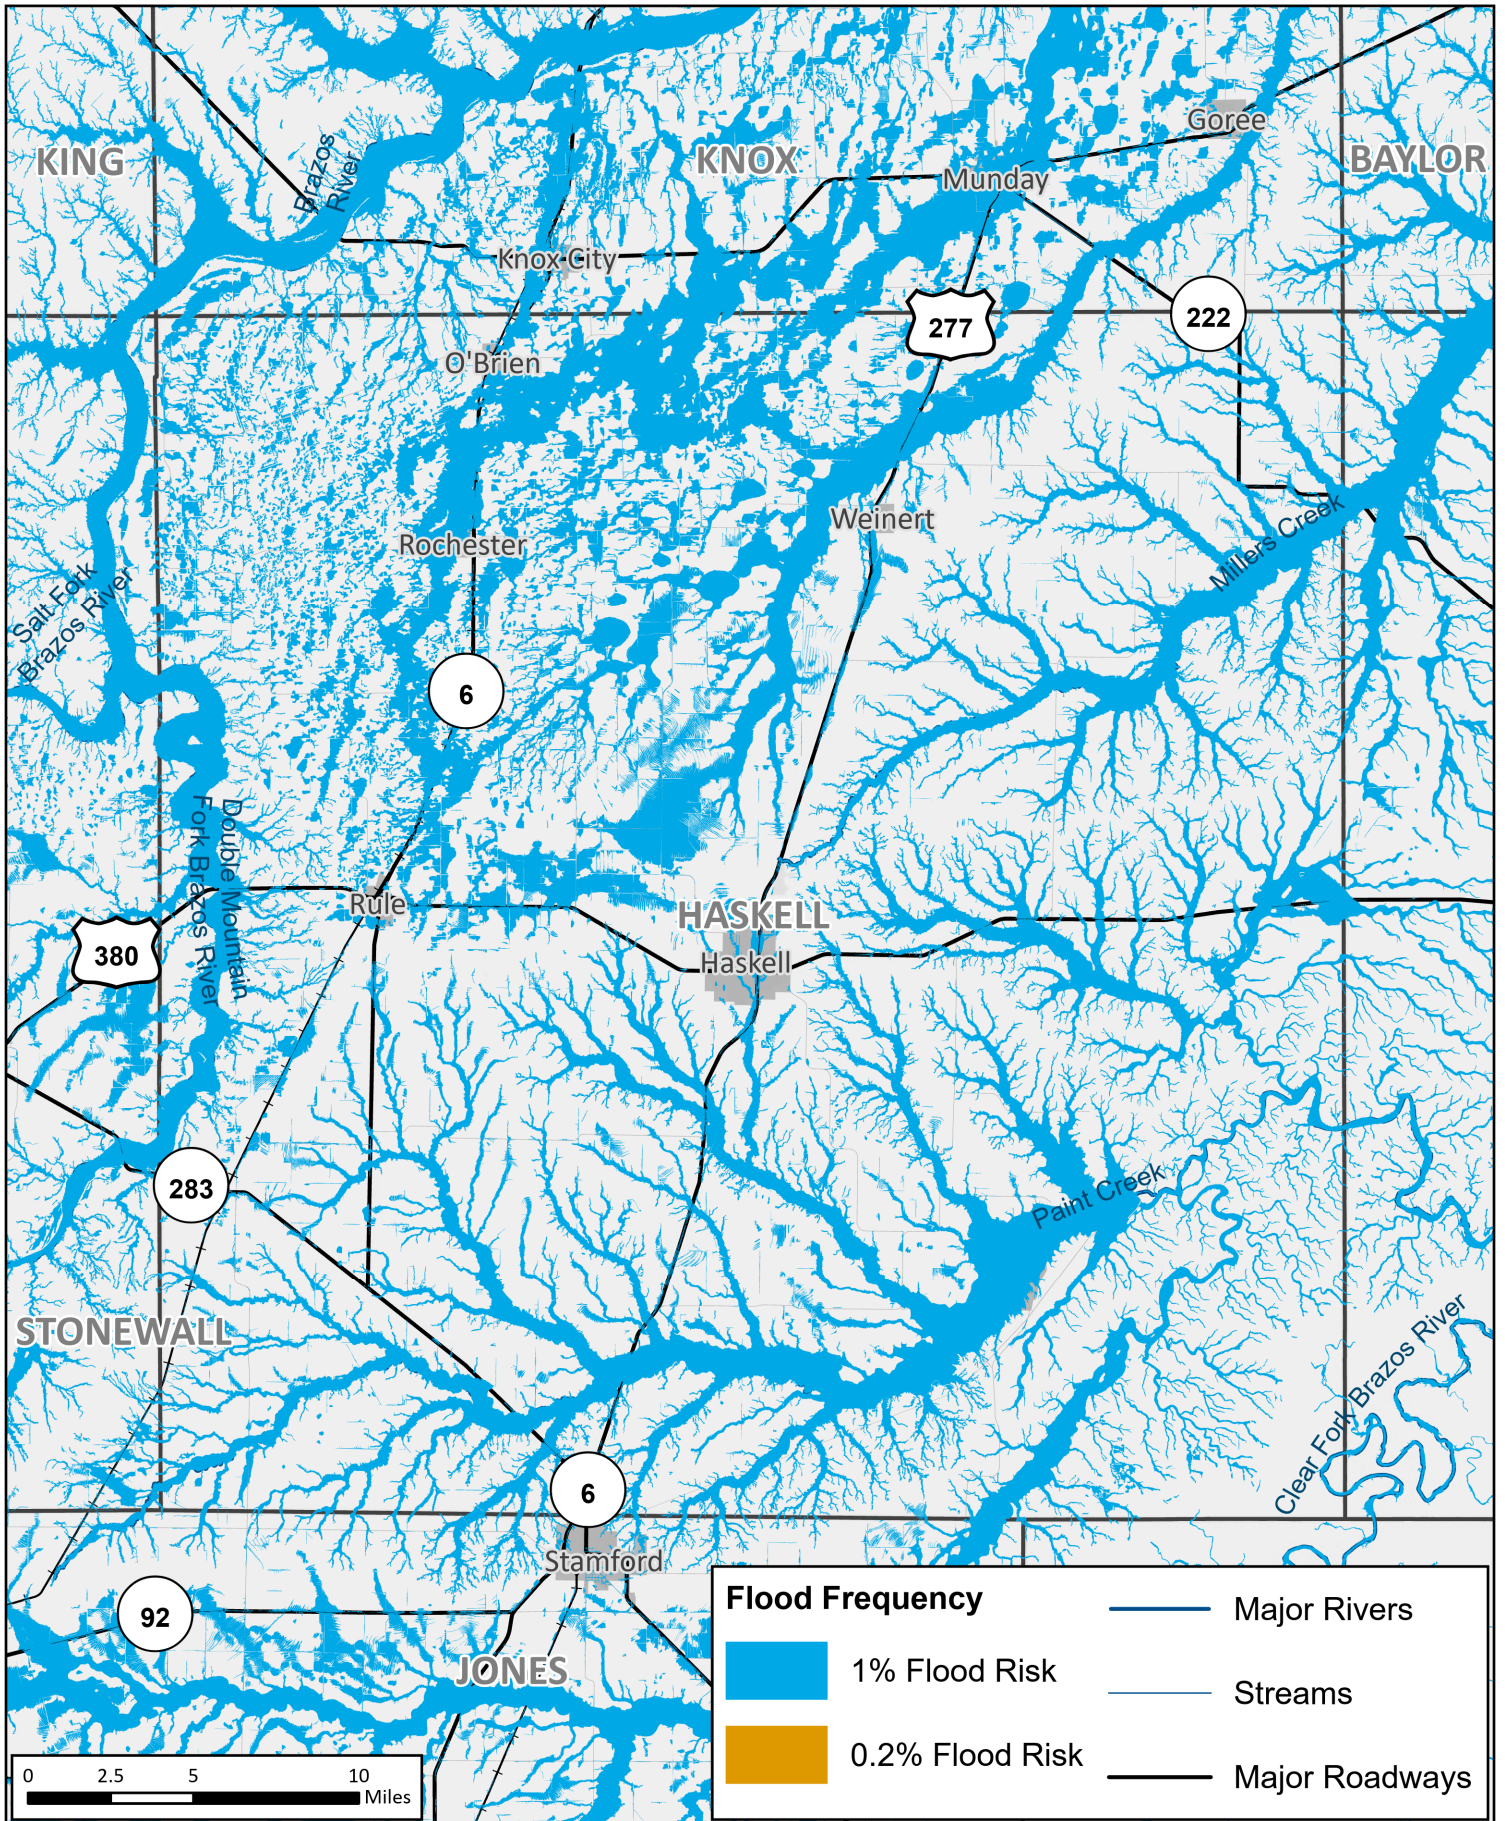 Goree
KING
Brazos
River
KNOX
BAYLOR
Munday
Knox City
277
222
O'Brien
Weinert
Millers Creek
Rochester
Salt Fork
Brazos River
6
Double Mountain
Fork Brazos River
Rule
HASKELL
380
Haskell
283
Paint Creek
STONEWALL
Clear Fork Brazos River
6
Stamford
92
JONES
Flood Frequency
1% Flood Risk
0.2% Flood Risk
Major Rivers
Streams
Major Roadways
0 2.5 5 10
Miles